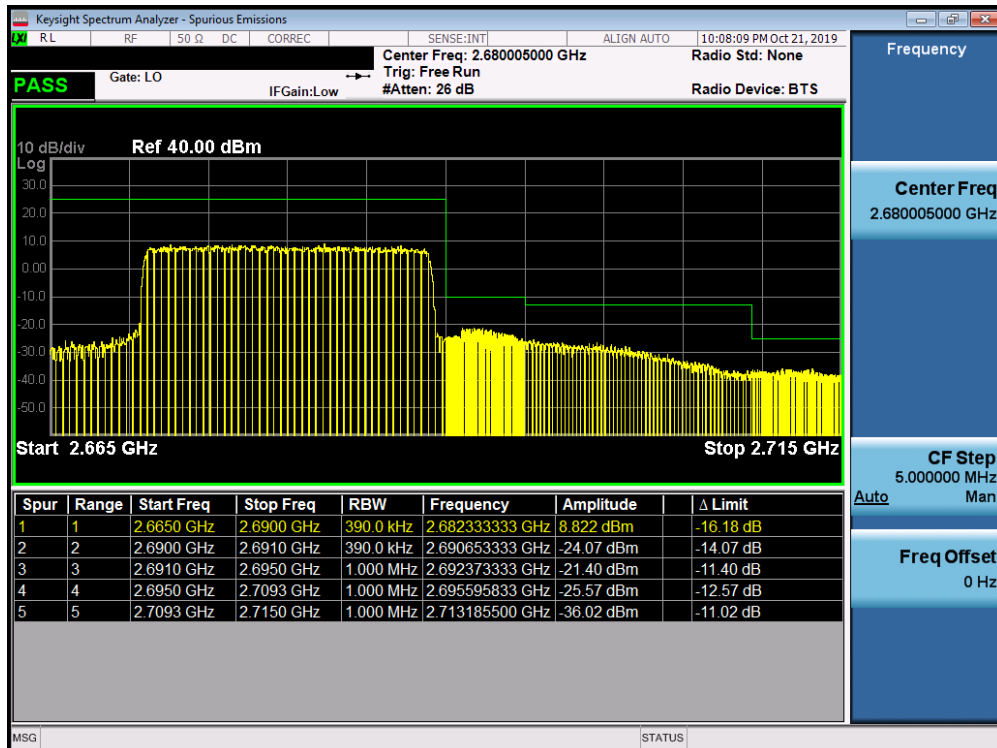 Keysight Spectrum Analyzer - Spurious Emissions
LXI RL RF 50 Ω DC CORREC SENSE:INT ALIGN AUTO 10:08:09 PM Oct 21, 2019
Center Freq: 2.680005000 GHz Radio Std: None
PASS Gate: LO Trig: Free Run
IFGain:Low #Atten: 26 dB Radio Device: BTS
10 dB/div Ref 40.00 dBm
Log
30.0
20.0
10.0
0.00
-10.0
-20.0
-30.0
-40.0
-50.0
Start 2.665 GHz Stop 2.715 GHz
Spur Range Start Freq Stop Freq RBW Frequency Amplitude Δ Limit
1 1 2.6650 GHz 2.6900 GHz 390.0 kHz 2.682333333 GHz 8.822 dBm -16.18 dB
2 2 2.6900 GHz 2.6910 GHz 390.0 kHz 2.690653333 GHz -24.07 dBm -14.07 dB
3 3 2.6910 GHz 2.6950 GHz 1.000 MHz 2.692373333 GHz -21.40 dBm -11.40 dB
4 4 2.6950 GHz 2.7093 GHz 1.000 MHz 2.695595833 GHz -25.57 dBm -12.57 dB
5 5 2.7093 GHz 2.7150 GHz 1.000 MHz 2.713185500 GHz -36.02 dBm -11.02 dB
MSG STATUS
Frequency
Center Freq
2.680005000 GHz
CF Step
5.000000 MHz
Auto Man
Freq Offset
0 Hz